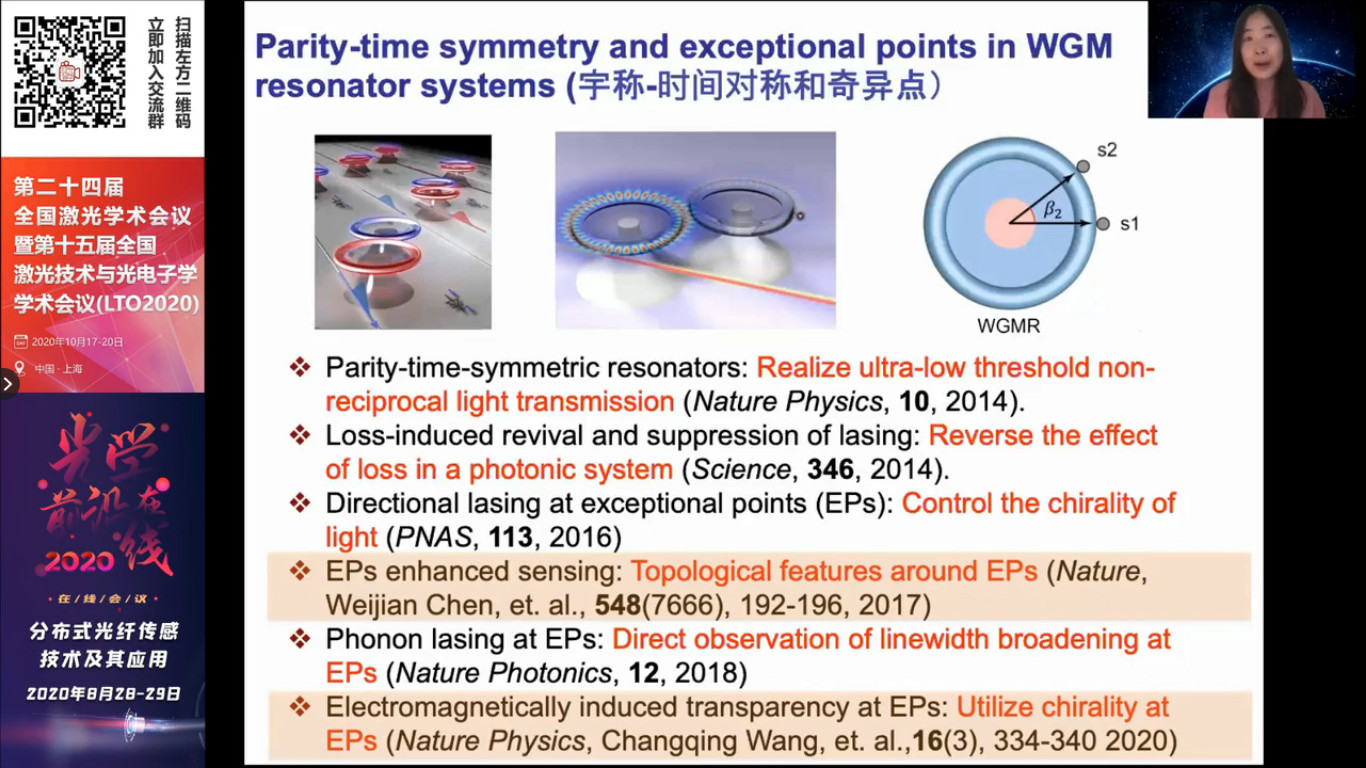 扫描左方二维码
立即加入交流群
第二十四届
全国激光学术会议
暨第十五届全国
激光技术与光电子学
学术会议(LTO2020)
2020年10月17-20日
中国·上海
光学
前沿在线
2020
·在/线/会/议·
分布式光纤传感
技术及其应用
2020年8月28-29日
Parity-time symmetry and exceptional points in WGM
resonator systems (宇称-时间对称和奇异点）
s2
β2
s1
WGMR
❖ Parity-time-symmetric resonators: Realize ultra-low threshold non-
reciprocal light transmission (Nature Physics, 10, 2014).
❖ Loss-induced revival and suppression of lasing: Reverse the effect
of loss in a photonic system (Science, 346, 2014).
❖ Directional lasing at exceptional points (EPs): Control the chirality of
light (PNAS, 113, 2016)
❖ EPs enhanced sensing: Topological features around EPs (Nature,
Weijian Chen, et. al., 548(7666), 192-196, 2017)
❖ Phonon lasing at EPs: Direct observation of linewidth broadening at
EPs (Nature Photonics, 12, 2018)
❖ Electromagnetically induced transparency at EPs: Utilize chirality at
EPs (Nature Physics, Changqing Wang, et. al.,16(3), 334-340 2020)